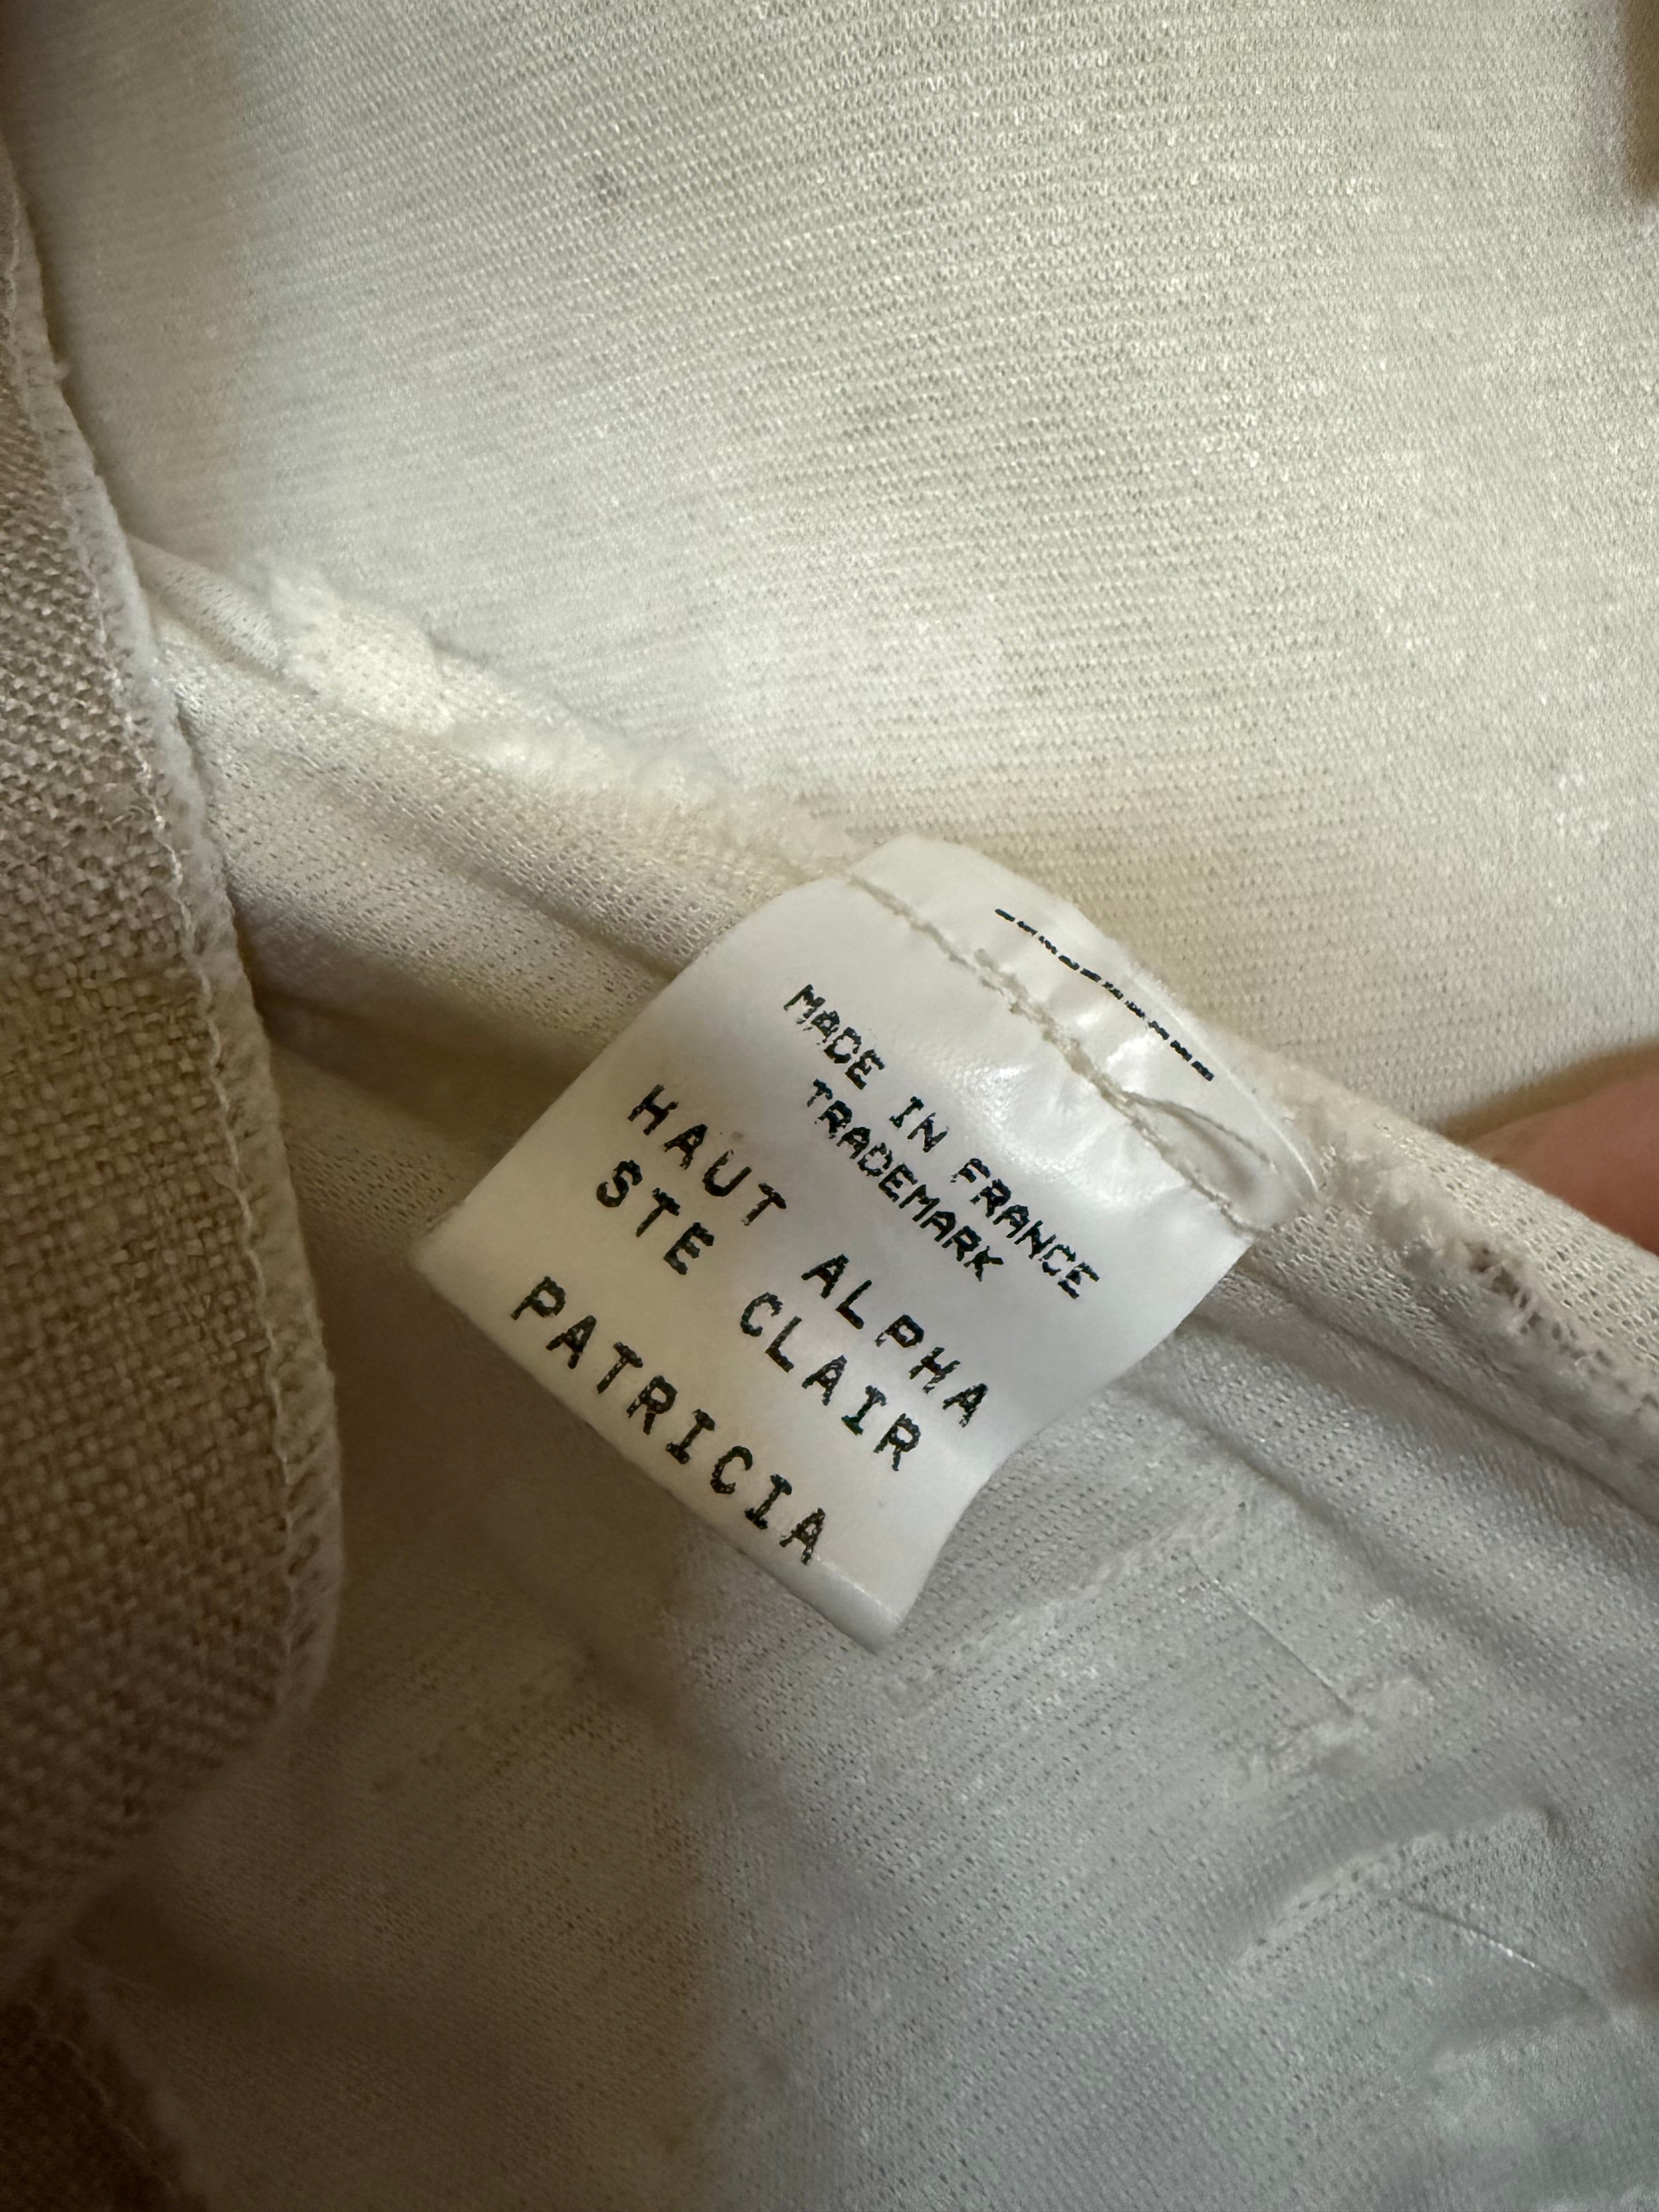 MADE IN FRANCE
TRADEMARK
HAUT ALPHA
STE CLAIR
PATRICIA